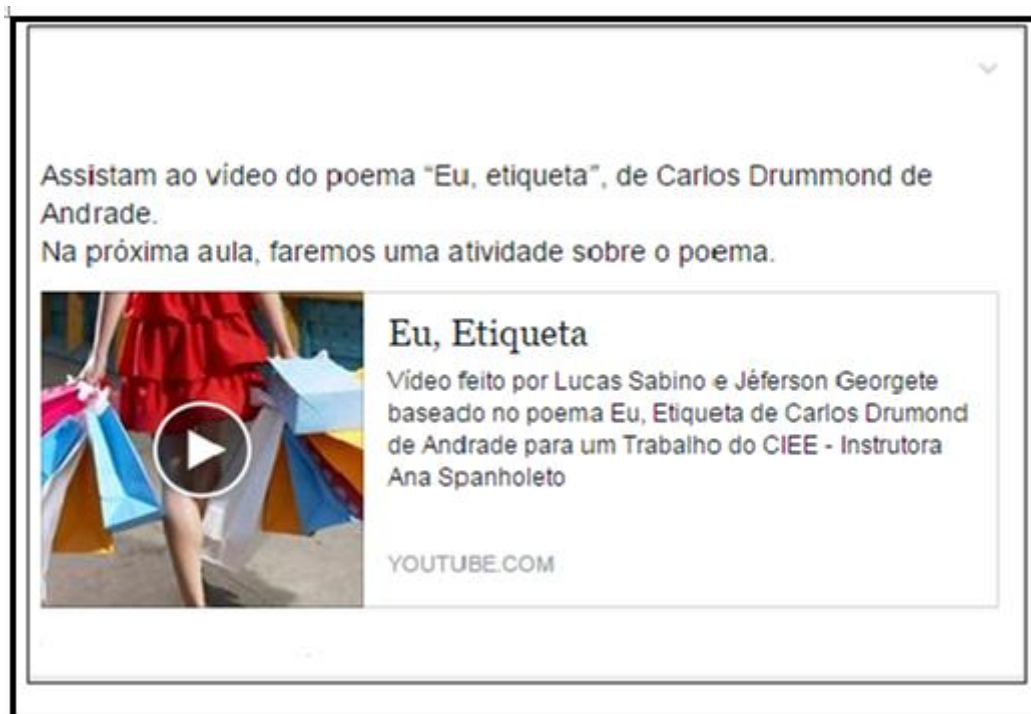 Assistam ao vídeo do poema “Eu, etiqueta”, de Carlos Drummond de
Andrade.
Na próxima aula, faremos uma atividade sobre o poema.
Eu, Etiqueta
Vídeo feito por Lucas Sabino e Jéferson Georgete
baseado no poema Eu, Etiqueta de Carlos Drumond
de Andrade para um Trabalho do CIEE - Instrutora
Ana Spanholeto
YOUTUBE.COM